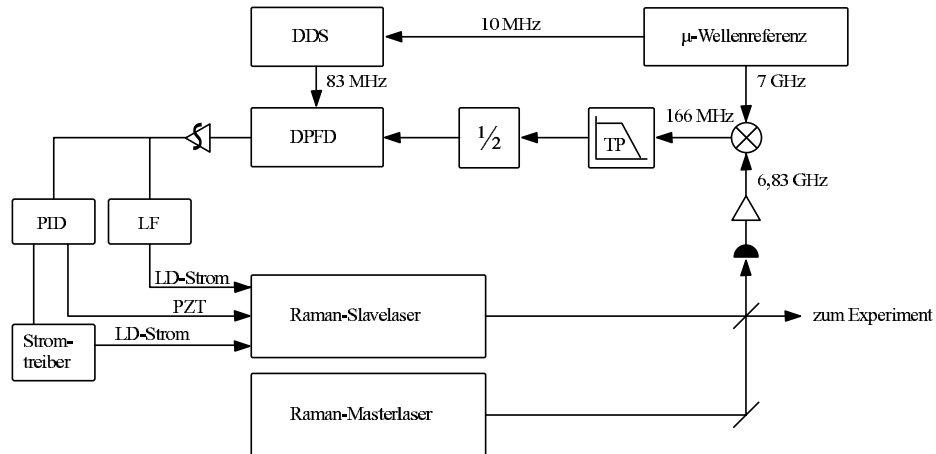 DDS
10 MHz
μ-Wellenreferenz
83 MHz
7 GHz
DPFD
½
TP
166 MHz
6,83 GHz
PID
LF
LD-Strom
PZT
Raman-Slavelaser
zum Experiment
Strom-
treiber
LD-Strom
Raman-Masterlaser